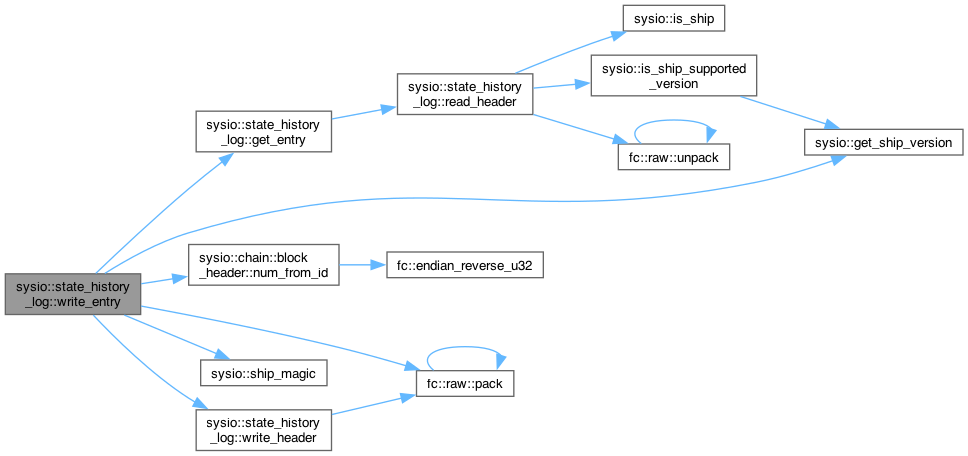 sysio::state_history
_log::write_entry
sysio::state_history
_log::get_entry
sysio::state_history
_log::read_header
sysio::is_ship
sysio::is_ship_supported
_version
sysio::get_ship_version
fc::raw::unpack
sysio::chain::block
_header::num_from_id
fc::endian_reverse_u32
fc::raw::pack
sysio::ship_magic
sysio::state_history
_log::write_header